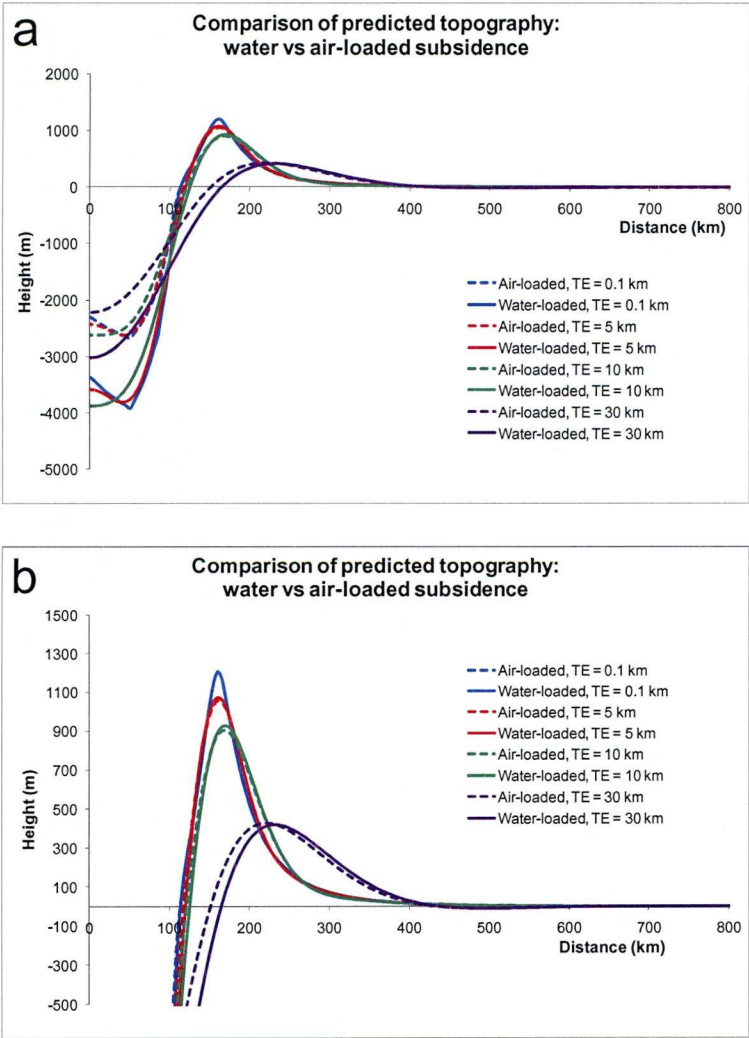 a
Comparison of predicted topography:
water vs air-loaded subsidence
2000
1000
0
-1000
-2000
-3000
-4000
-5000
Height (m)
0 100 200 300 400 500 600 700 800
Distance (km)
Air-loaded, TE = 0.1 km
Water-loaded, TE = 0.1 km
Air-loaded, TE = 5 km
Water-loaded, TE = 5 km
Air-loaded, TE = 10 km
Water-loaded, TE = 10 km
Air-loaded, TE = 30 km
Water-loaded, TE = 30 km
b
Comparison of predicted topography:
water vs air-loaded subsidence
1500
1300
1100
900
700
500
300
100
-100
-300
-500
Height (m)
0 100 200 300 400 500 600 700 800
Distance (km)
Air-loaded, TE = 0.1 km
Water-loaded, TE = 0.1 km
Air-loaded, TE = 5 km
Water-loaded, TE = 5 km
Air-loaded, TE = 10 km
Water-loaded, TE = 10 km
Air-loaded, TE = 30 km
Water-loaded, TE = 30 km